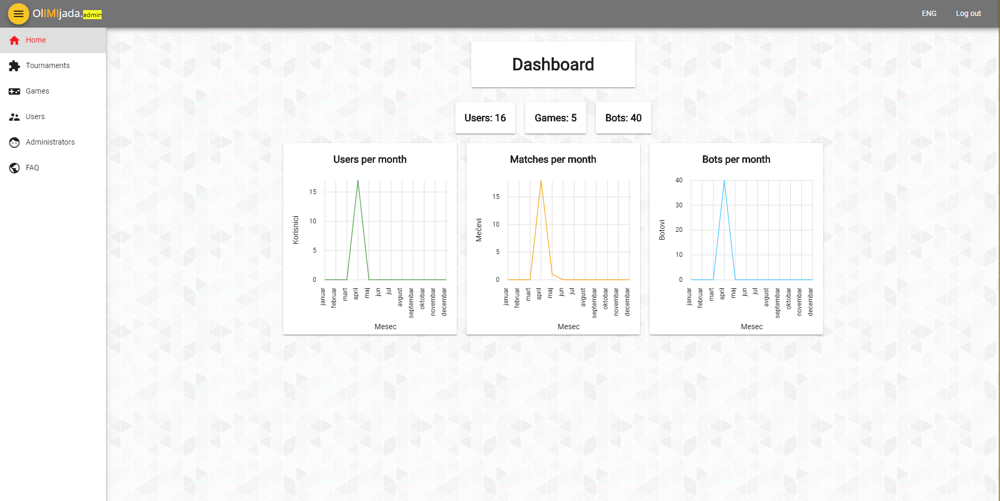 OlIMIjada.admin
ENG
Log out
Home
Tournaments
Games
Users
Administrators
FAQ
Dashboard
Users: 16
Games: 5
Bots: 40
Users per month
15
10
5
0
Korisnici
januar
februar
mart
april
maj
jun
jul
avgust
septembar
oktobar
novembar
decembar
Mesec
Matches per month
15
10
5
0
Mečevi
januar
februar
mart
april
maj
jun
jul
avgust
septembar
oktobar
novembar
decembar
Mesec
Bots per month
40
30
20
10
0
Botovi
januar
februar
mart
april
maj
jun
jul
avgust
septembar
oktobar
novembar
decembar
Mesec